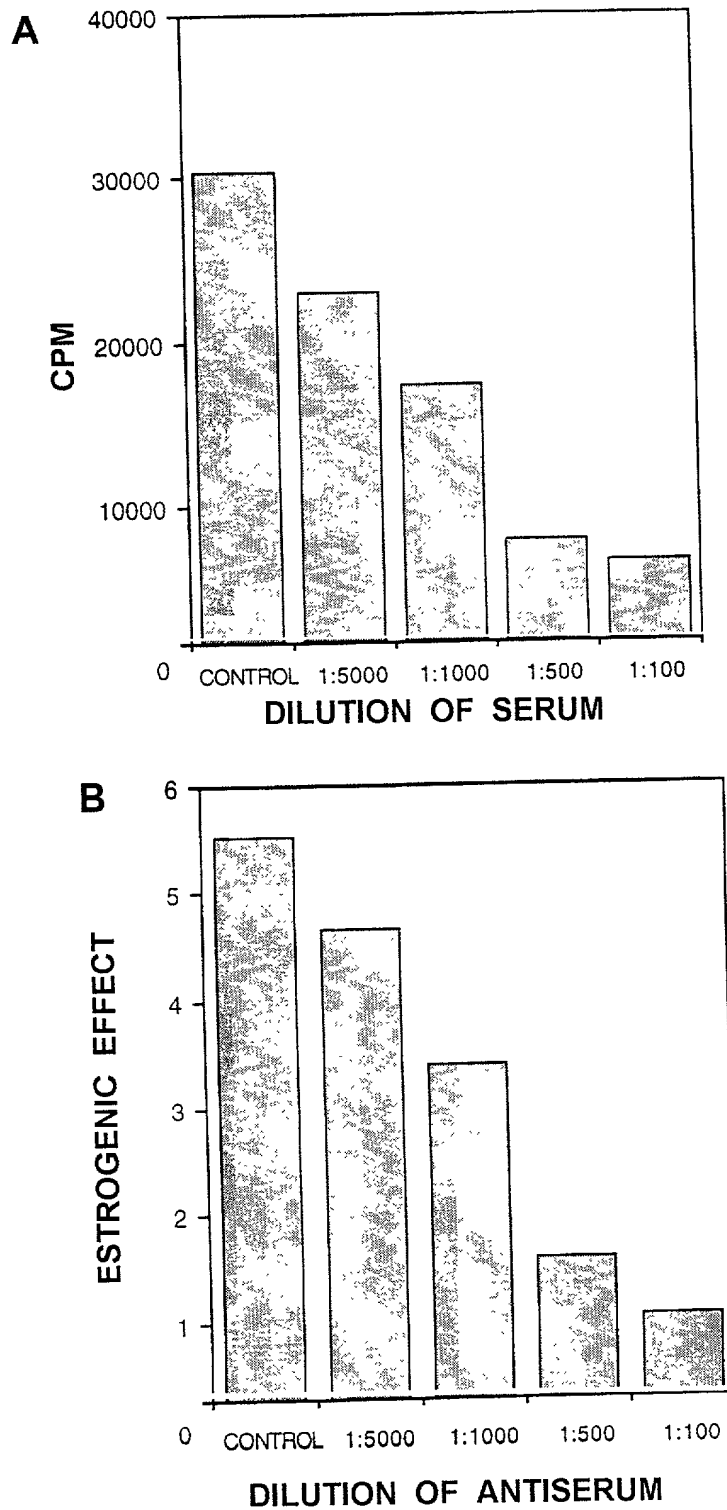 A
40000
30000
20000
10000
0
CPM
CONTROL 1:5000 1:1000 1:500 1:100
DILUTION OF SERUM
B
6
5
4
3
2
1
0
ESTROGENIC EFFECT
CONTROL 1:5000 1:1000 1:500 1:100
DILUTION OF ANTISERUM